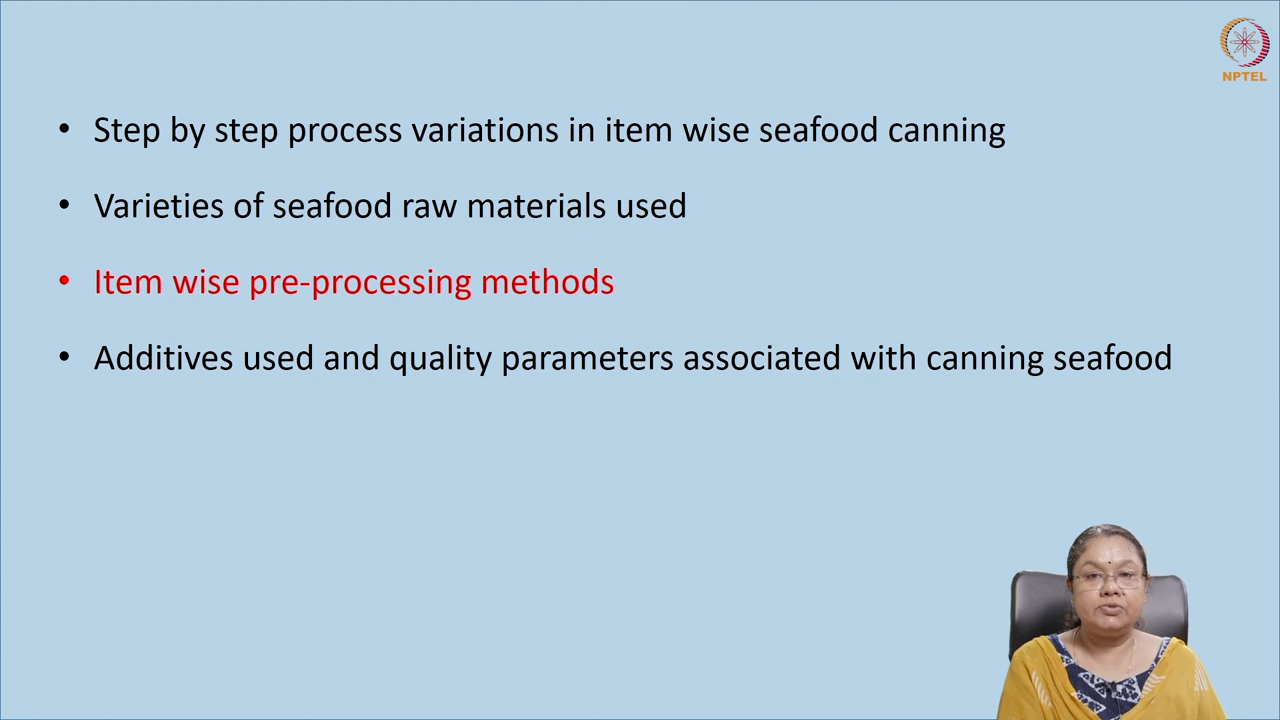 NPTEL
• Step by step process variations in item wise seafood canning
• Varieties of seafood raw materials used
• Item wise pre-processing methods
• Additives used and quality parameters associated with canning seafood